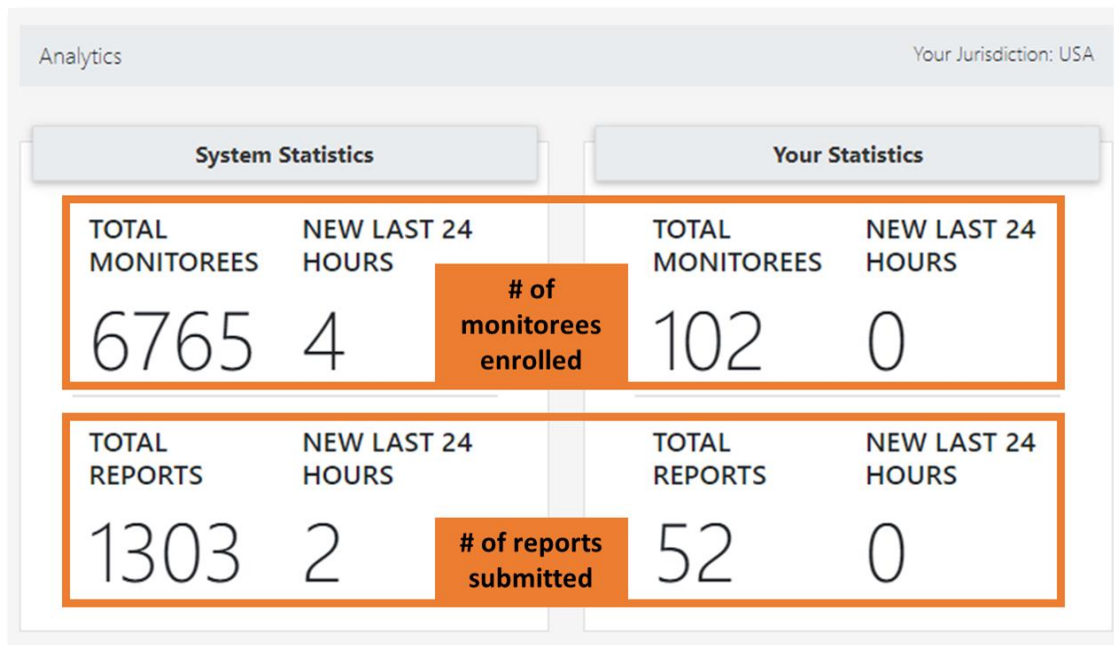 Analytics
Your Jurisdiction: USA
System Statistics
Your Statistics
TOTAL
MONITOREES
NEW LAST 24
HOURS
6765
4
# of
monitorees
enrolled
TOTAL
MONITOREES
NEW LAST 24
HOURS
102
0
TOTAL
REPORTS
NEW LAST 24
HOURS
1303
2
# of reports
submitted
TOTAL
REPORTS
NEW LAST 24
HOURS
52
0